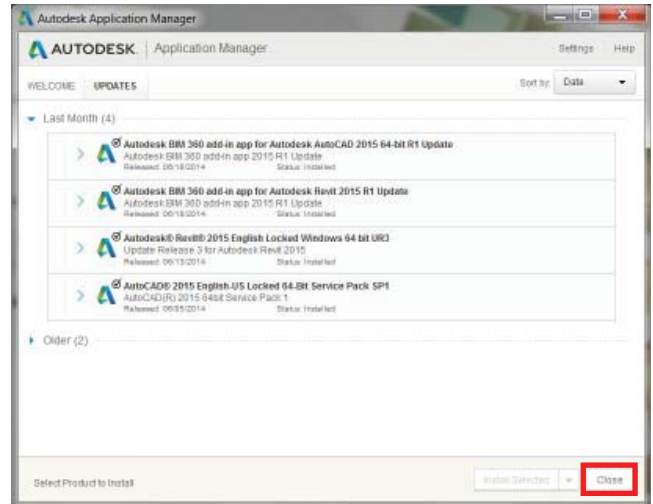 Autodesk Application Manager
AUTODESK. Application Manager
Settings Help
WELCOME UPDATES
Sort by: Date
Last Month (4)
Autodesk BIM 360 add-in app for Autodesk AutoCAD 2015 64-bit R1 Update
Autodesk BIM 360 add-in app 2015 R1 Update
Released: 06/18/2014 Status: Installed
Autodesk BIM 360 add-in app for Autodesk Revit 2015 R1 Update
Autodesk BIM 360 add-in app 2015 R1 Update
Released: 06/18/2014 Status: Installed
Autodesk® Revit® 2015 English Locked Windows 64 bit UR3
Update Release 3 for Autodesk Revit 2015
Released: 06/13/2014 Status: Installed
AutoCAD® 2015 English-US Locked 64-Bit Service Pack SP1
AutoCAD(R) 2015 64bit Service Pack 1
Released: 06/05/2014 Status: Installed
Older (2)
Select Product to Install
Install Selected
Close